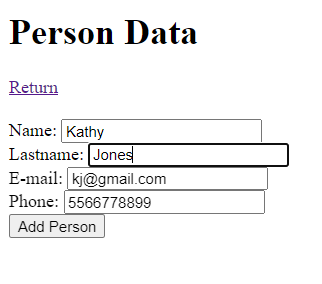 Person Data
Return
Name: Kathy
Lastname: Jones
E-mail: kj@gmail.com
Phone: 5566778899
Add Person